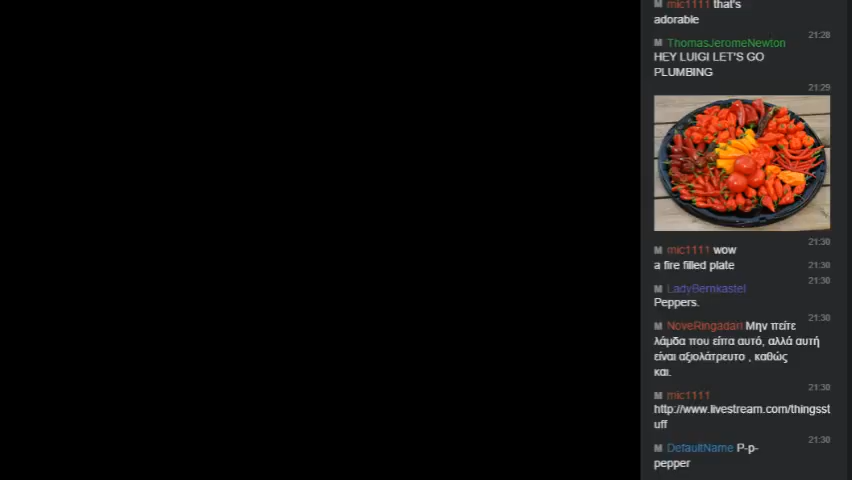 M mic1111 that's
adorable
21:28
M ThomasJeromeNewton
HEY LUIGI LET'S GO
PLUMBING
21:29
21:30
M mic1111 wow
a fire filled plate 21:30
21:30
M LadyBernkastel
Peppers.
21:30
M NoveRingadari Μην πείτε
λάμδα που είπα αυτό, αλλά αυτή
είναι αξιολάτρευτο , καθώς
και.
21:30
M mic1111
http://www.livestream.com/thingsst
uff
21:30
M DefaultName P-p-
pepper